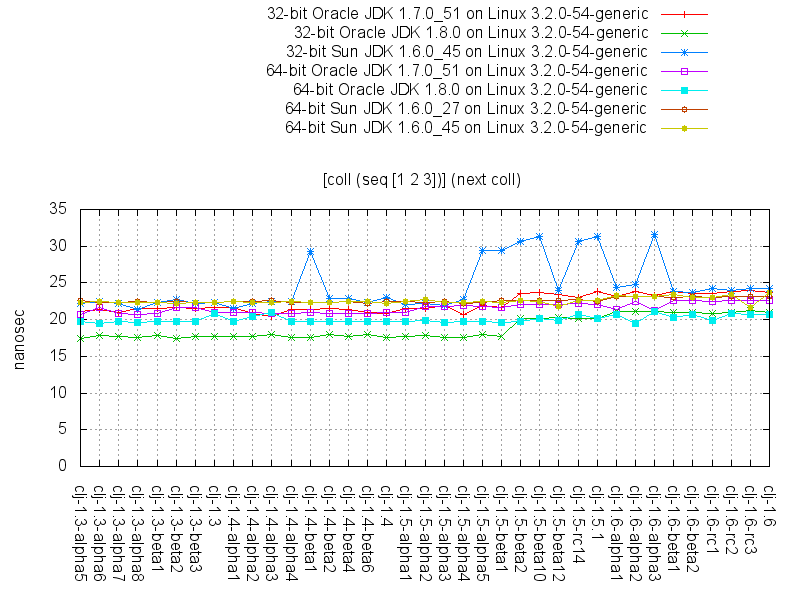 32-bit Oracle JDK 1.7.0_51 on Linux 3.2.0-54-generic
32-bit Oracle JDK 1.8.0 on Linux 3.2.0-54-generic
32-bit Sun JDK 1.6.0_45 on Linux 3.2.0-54-generic
64-bit Oracle JDK 1.7.0_51 on Linux 3.2.0-54-generic
64-bit Oracle JDK 1.8.0 on Linux 3.2.0-54-generic
64-bit Sun JDK 1.6.0_27 on Linux 3.2.0-54-generic
64-bit Sun JDK 1.6.0_45 on Linux 3.2.0-54-generic
[coll (seq [1 2 3])] (next coll)
35
30
25
20
15
10
5
0
nanosec
clj-1.3-alpha5
clj-1.3-alpha6
clj-1.3-alpha7
clj-1.3-alpha8
clj-1.3-beta1
clj-1.3-beta2
clj-1.3-beta3
clj-1.3
clj-1.4-alpha1
clj-1.4-alpha2
clj-1.4-alpha3
clj-1.4-alpha4
clj-1.4-beta1
clj-1.4-beta2
clj-1.4-beta4
clj-1.4-beta6
clj-1.4
clj-1.5-alpha1
clj-1.5-alpha2
clj-1.5-alpha3
clj-1.5-alpha4
clj-1.5-alpha5
clj-1.5-beta1
clj-1.5-beta2
clj-1.5-beta10
clj-1.5-beta12
clj-1.5-rc14
clj-1.5.1
clj-1.6-alpha1
clj-1.6-alpha2
clj-1.6-alpha3
clj-1.6-beta1
clj-1.6-beta2
clj-1.6-rc1
clj-1.6-rc2
clj-1.6-rc3
clj-1.6